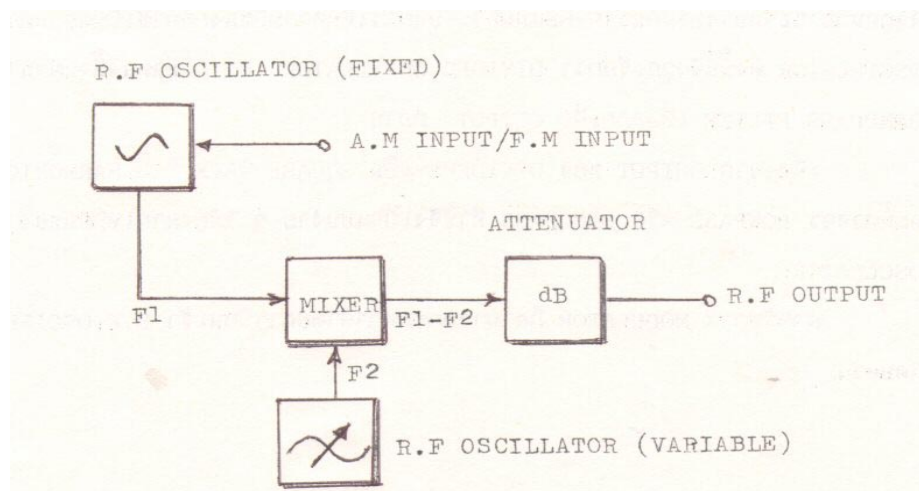 R.F OSCILLATOR (FIXED)
A.M INPUT/F.M INPUT
ATTENUATOR
F1
MIXER
F1-F2
dB
R.F OUTPUT
F2
R.F OSCILLATOR (VARIABLE)